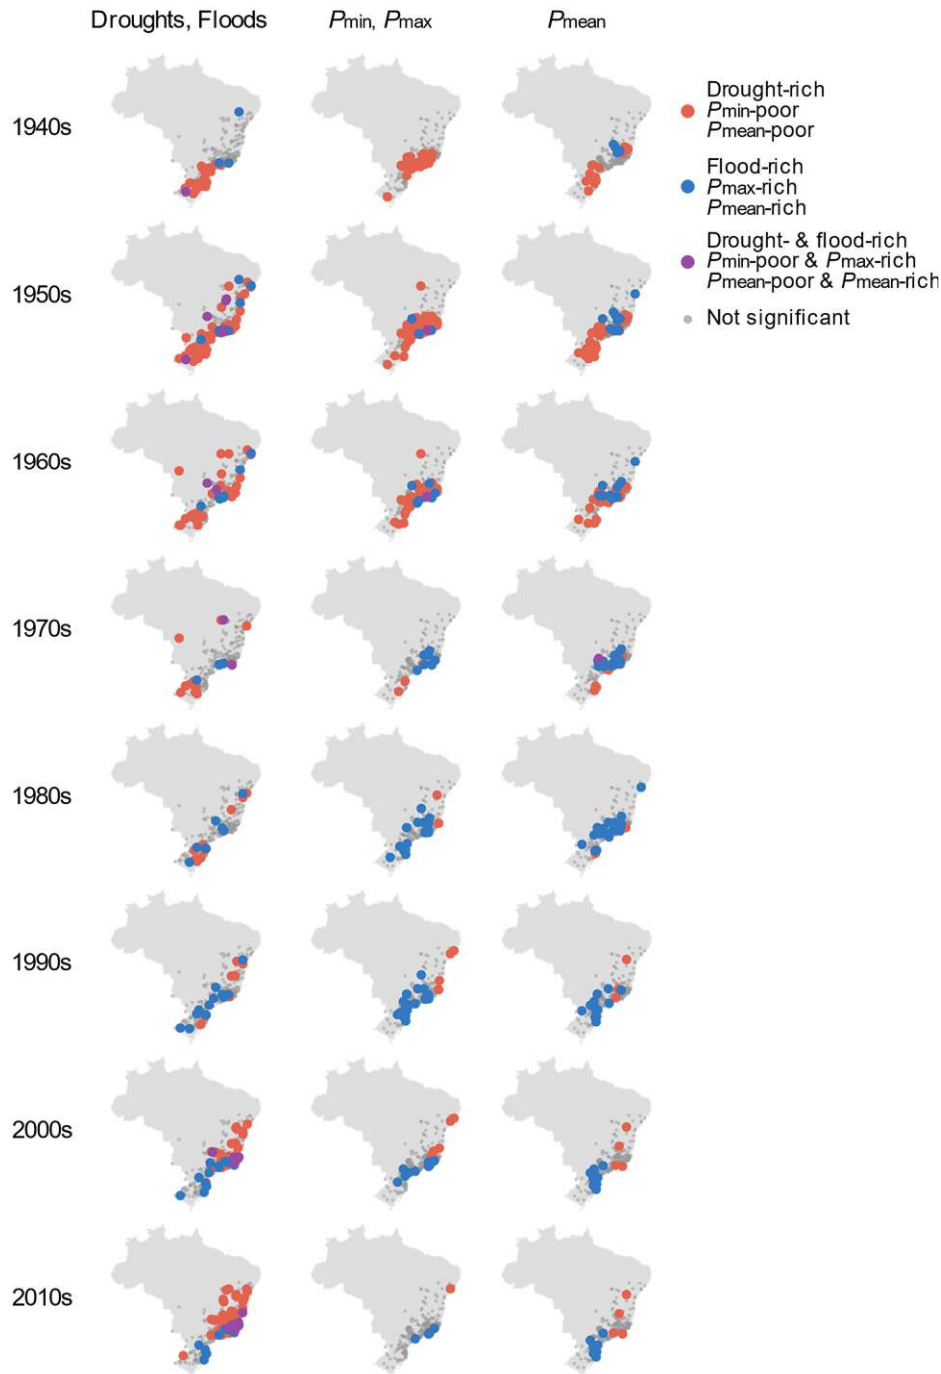 Droughts, Floods
Pmin, Pmax
Pmean
Drought-rich
Pmin-poor
Pmean-poor
Flood-rich
Pmax-rich
Pmean-rich
Drought- & flood-rich
Pmin-poor & Pmax-rich
Pmean-poor & Pmean-rich
Not significant
1940s
1950s
1960s
1970s
1980s
1990s
2000s
2010s